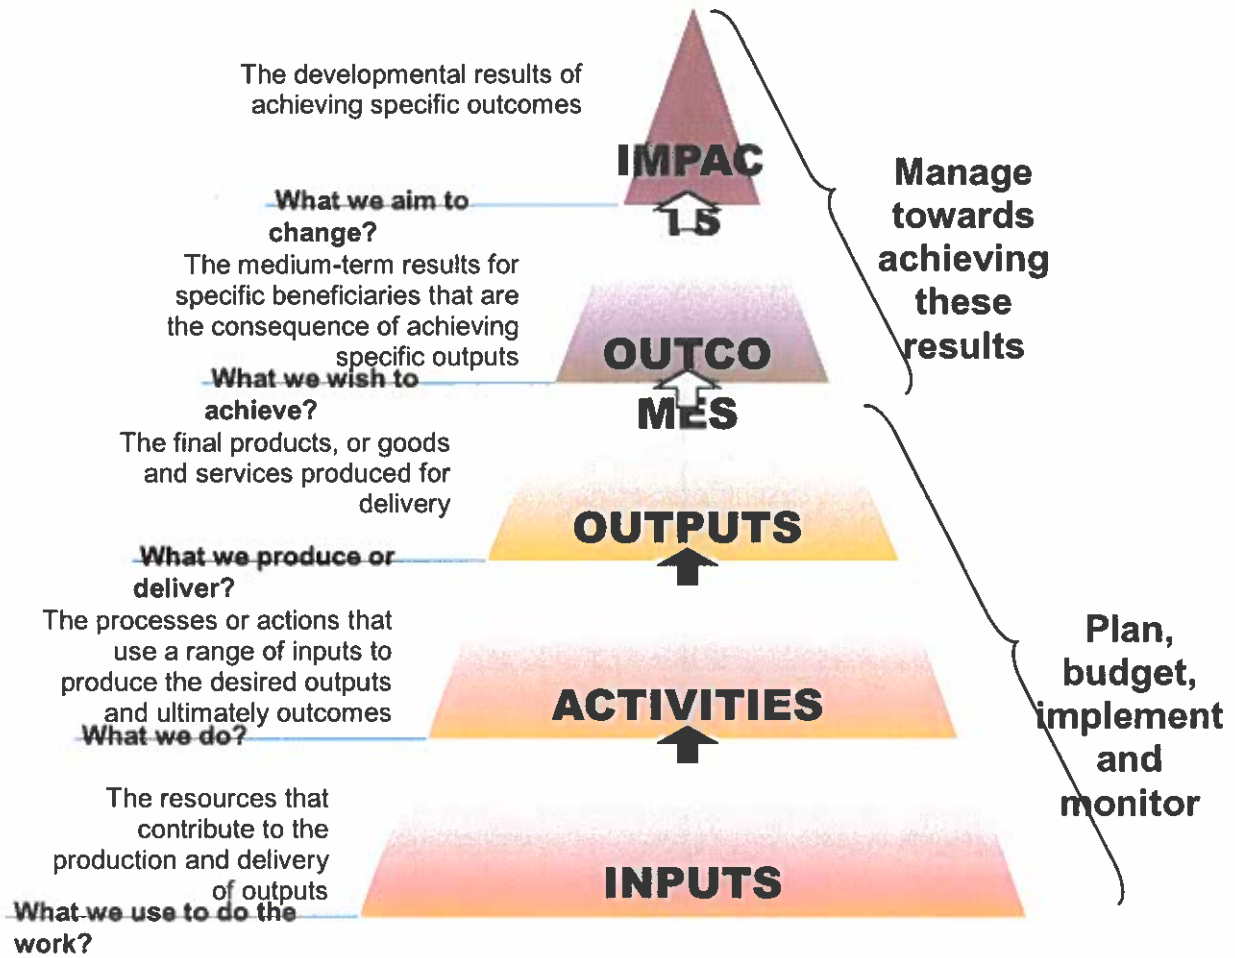 The developmental results of
achieving specific outcomes
IMPAC
TS
What we aim to
change?
The medium-term results for
specific beneficiaries that are
the consequence of achieving
specific outputs
OUTCO
MES
What we wish to
achieve?
The final products, or goods
and services produced for
delivery
OUTPUTS
What we produce or
deliver?
The processes or actions that
use a range of inputs to
produce the desired outputs
and ultimately outcomes
ACTIVITIES
What we do?
The resources that
contribute to the
production and delivery
of outputs
INPUTS
What we use to do the
work?
Manage
towards
achieving
these
results
Plan,
budget,
implement
and
monitor